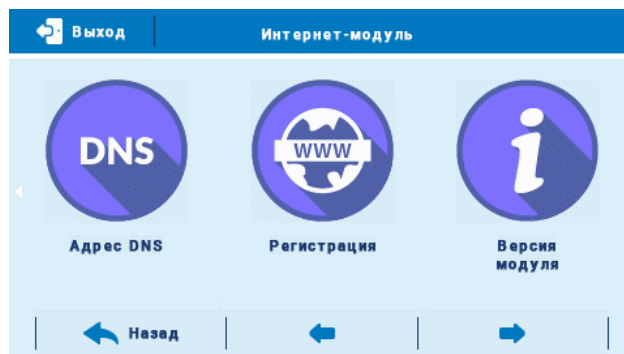 Выход
Интернет-модуль
DNS
WWW
i
Адрес DNS
Регистрация
Версия
модуля
Назад